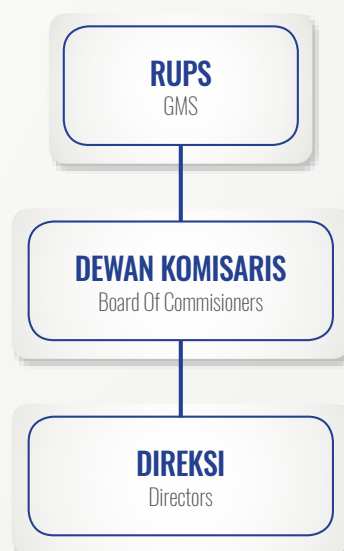 RUPS
GMS
DEWAN KOMISARIS
Board Of Commisioners
DIREKSI
Directors